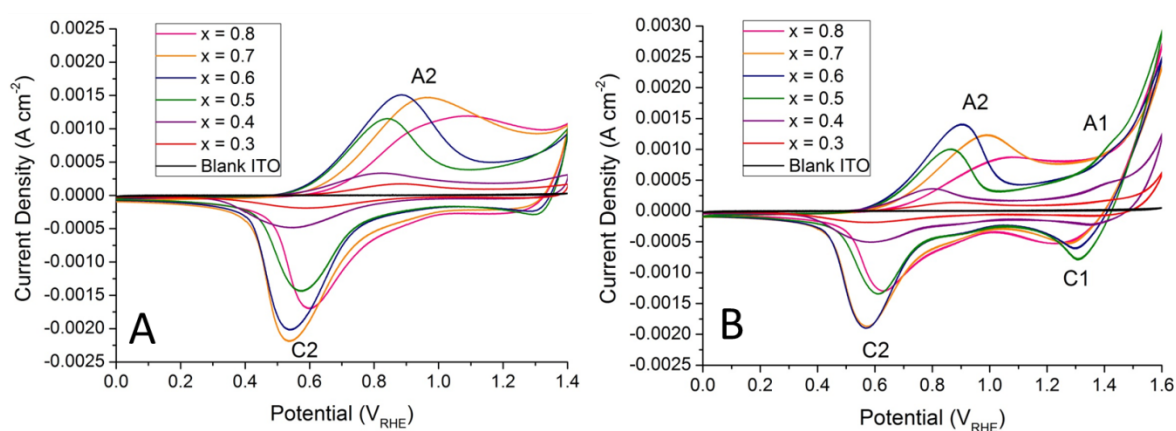 0.0025
0.0020
0.0015
0.0010
0.0005
0.0000
-0.0005
-0.0010
-0.0015
-0.0020
-0.0025
Current Density (A cm⁻²)
x = 0.8
x = 0.7
x = 0.6
x = 0.5
x = 0.4
x = 0.3
Blank ITO
A2
C2
A
0.0 0.2 0.4 0.6 0.8 1.0 1.2 1.4
Potential (V_RHE)
0.0030
0.0025
0.0020
0.0015
0.0010
0.0005
0.0000
-0.0005
-0.0010
-0.0015
-0.0020
-0.0025
Current Density (A cm⁻²)
x = 0.8
x = 0.7
x = 0.6
x = 0.5
x = 0.4
x = 0.3
Blank ITO
A2
A1
C1
C2
B
0.0 0.2 0.4 0.6 0.8 1.0 1.2 1.4 1.6
Potential (V_RHE)